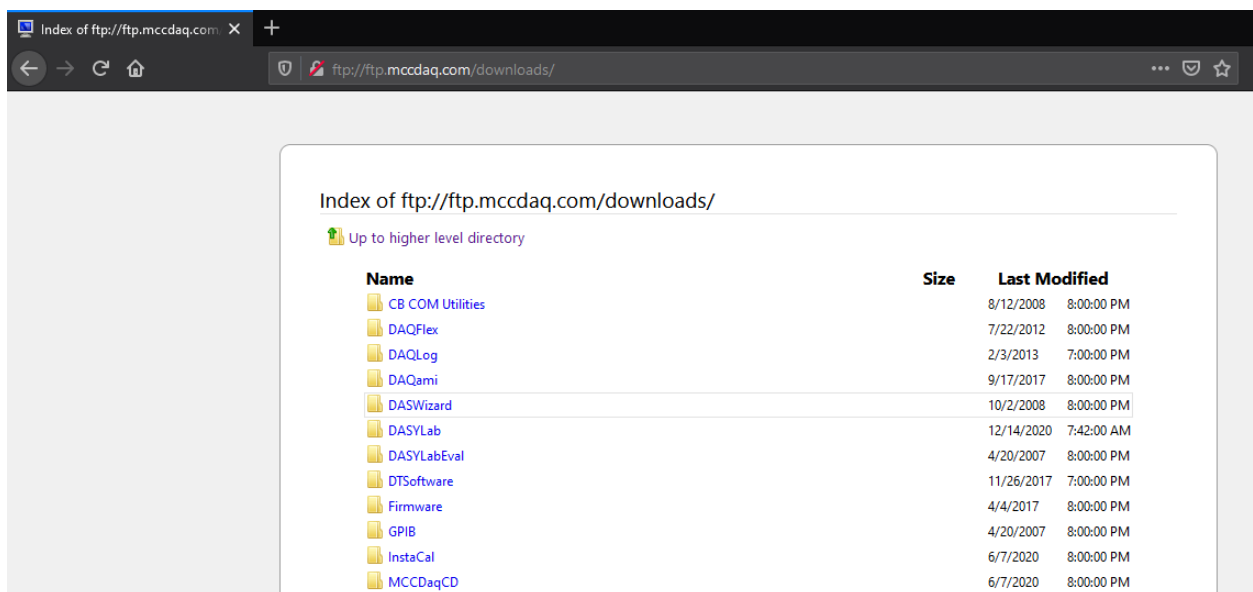 Index of ftp://ftp.mccdaq.com/
ftp://ftp.mccdaq.com/downloads/
Index of ftp://ftp.mccdaq.com/downloads/
Up to higher level directory
Name Size Last Modified
CB COM Utilities 8/12/2008 8:00:00 PM
DAQFlex 7/22/2012 8:00:00 PM
DAQLog 2/3/2013 7:00:00 PM
DAQami 9/17/2017 8:00:00 PM
DASWizard 10/2/2008 8:00:00 PM
DASYLab 12/14/2020 7:42:00 AM
DASYLabEval 4/20/2007 8:00:00 PM
DTSoftware 11/26/2017 7:00:00 PM
Firmware 4/4/2017 8:00:00 PM
GPIB 4/20/2007 8:00:00 PM
InstaCal 6/7/2020 8:00:00 PM
MCCDaqCD 6/7/2020 8:00:00 PM